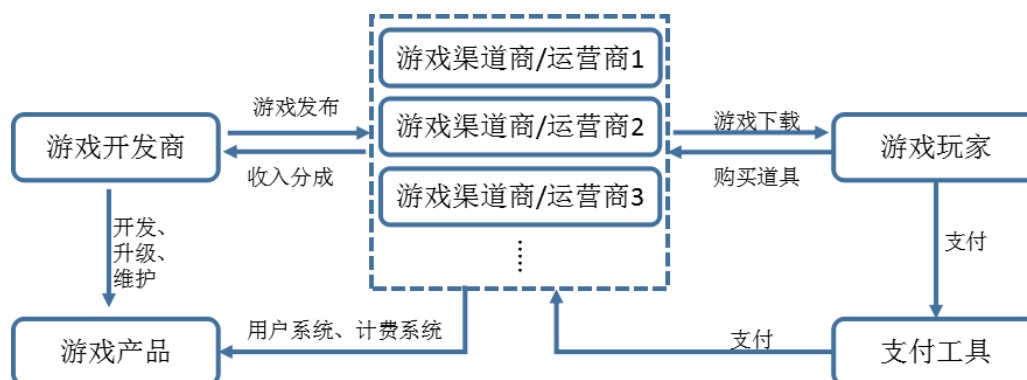 游戏渠道商/运营商1
游戏发布
游戏渠道商/运营商2
游戏下载
游戏开发商
游戏玩家
收入分成
购买道具
游戏渠道商/运营商3
开发、
升级、
维护
支付
……
用户系统、计费系统
支付
游戏产品
支付工具